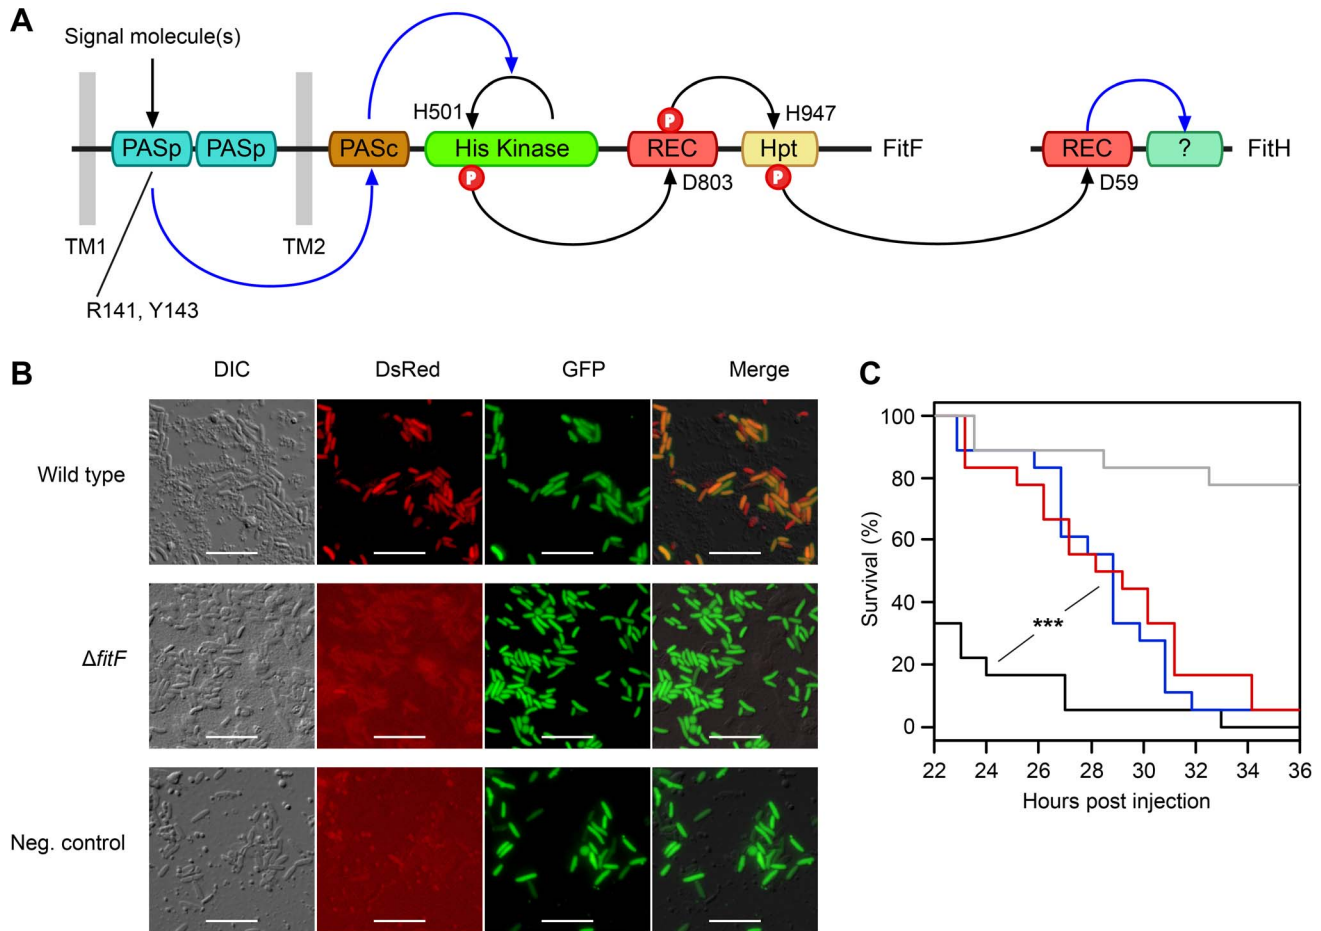 A
Signal molecule(s)
H501
P
H947
PASp
PASp
PASc
His Kinase
REC
Hpt
FitF
REC
?
FitH
P
D803
P
D59
TM1
TM2
R141, Y143
B
DIC
DsRed
GFP
Merge
Wild type
ΔfitF
Neg. control
C
100
80
60
40
20
0
Survival (%)
***
22
24
26
28
30
32
34
36
Hours post injection